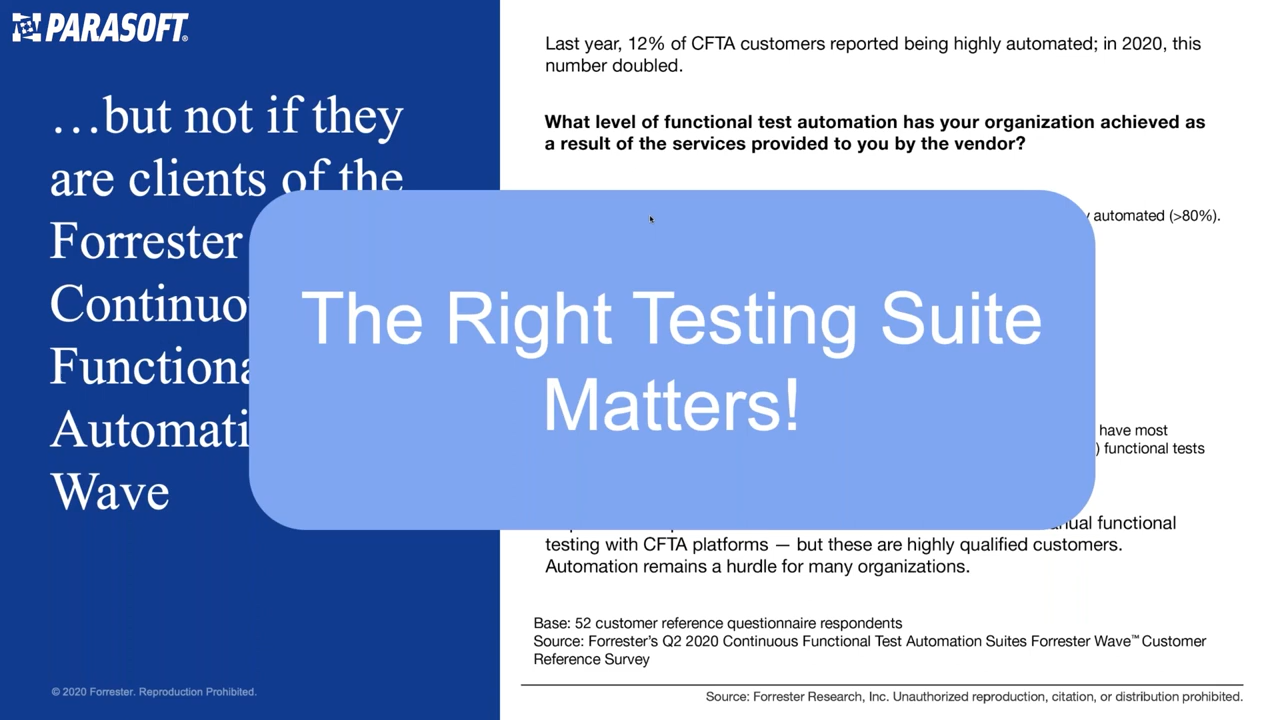 PARASOFT®
…but not if they
are clients of the
Forrester
Continuo
Functiona
Automati
Wave
© 2020 Forrester. Reproduction Prohibited.
Last year, 12% of CFTA customers reported being highly automated; in 2020, this
number doubled.
What level of functional test automation has your organization achieved as
a result of the services provided to you by the vendor?
automated (>80%).
The Right Testing Suite
Matters!
have most
) functional tests
functional
testing with CFTA platforms — but these are highly qualified customers.
Automation remains a hurdle for many organizations.
Base: 52 customer reference questionnaire respondents
Source: Forrester’s Q2 2020 Continuous Functional Test Automation Suites Forrester Wave™ Customer
Reference Survey
Source: Forrester Research, Inc. Unauthorized reproduction, citation, or distribution prohibited.